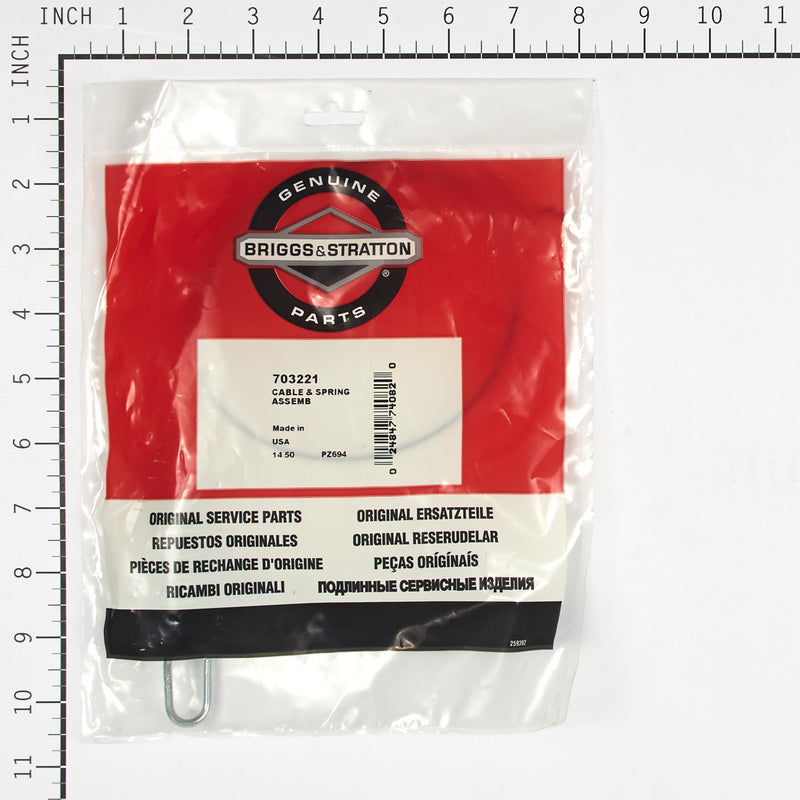 INCH 1 2 3 4 5 6 7 8 9 10 11
INCH
1
2
3
4
5
6
7
8
9
10
11
GENUINE
BRIGGS&STRATTON
®
PARTS
703221
CABLE & SPRING
ASSEMB
Made in
USA
14 50 PZ694
0 24847 74082 0
ORIGINAL SERVICE PARTS ORIGINAL ERSATZTEILE
REPUESTOS ORIGINALES ORIGINAL RESERUDELAR
PIÈCES DE RECHANGE D'ORIGINE PEÇAS ORÍGÍNAÍS
RICAMBI ORIGINALI ПОДЛИННЫЕ СЕРВИСНЫЕ ИЗДЕЛИЯ
259392